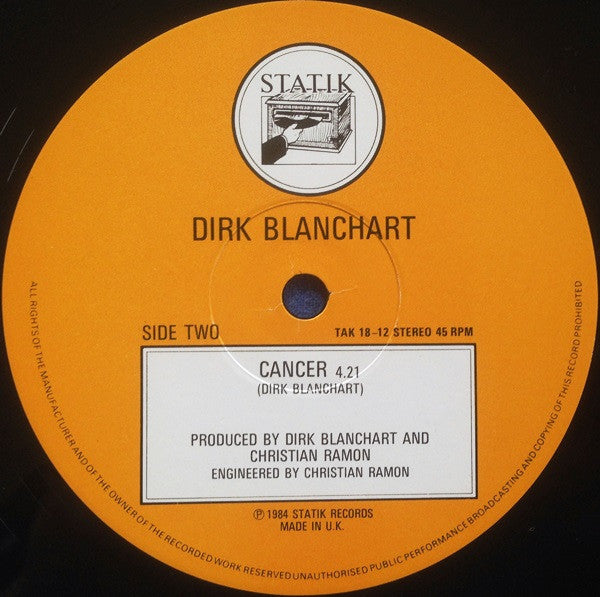 STATIK
DIRK BLANCHART
SIDE TWO
TAK 18-12 STEREO 45 RPM
CANCER 4.21
(DIRK BLANCHART)
PRODUCED BY DIRK BLANCHART AND
CHRISTIAN RAMON
ENGINEERED BY CHRISTIAN RAMON
℗ 1984 STATIK RECORDS
MADE IN U.K.
ALL RIGHTS OF THE MANUFACTURER AND OF THE OWNER OF THE RECORDED WORK RESERVED UNAUTHORISED PUBLIC PERFORMANCE BROADCASTING AND COPYING OF THIS RECORD PROHIBITED